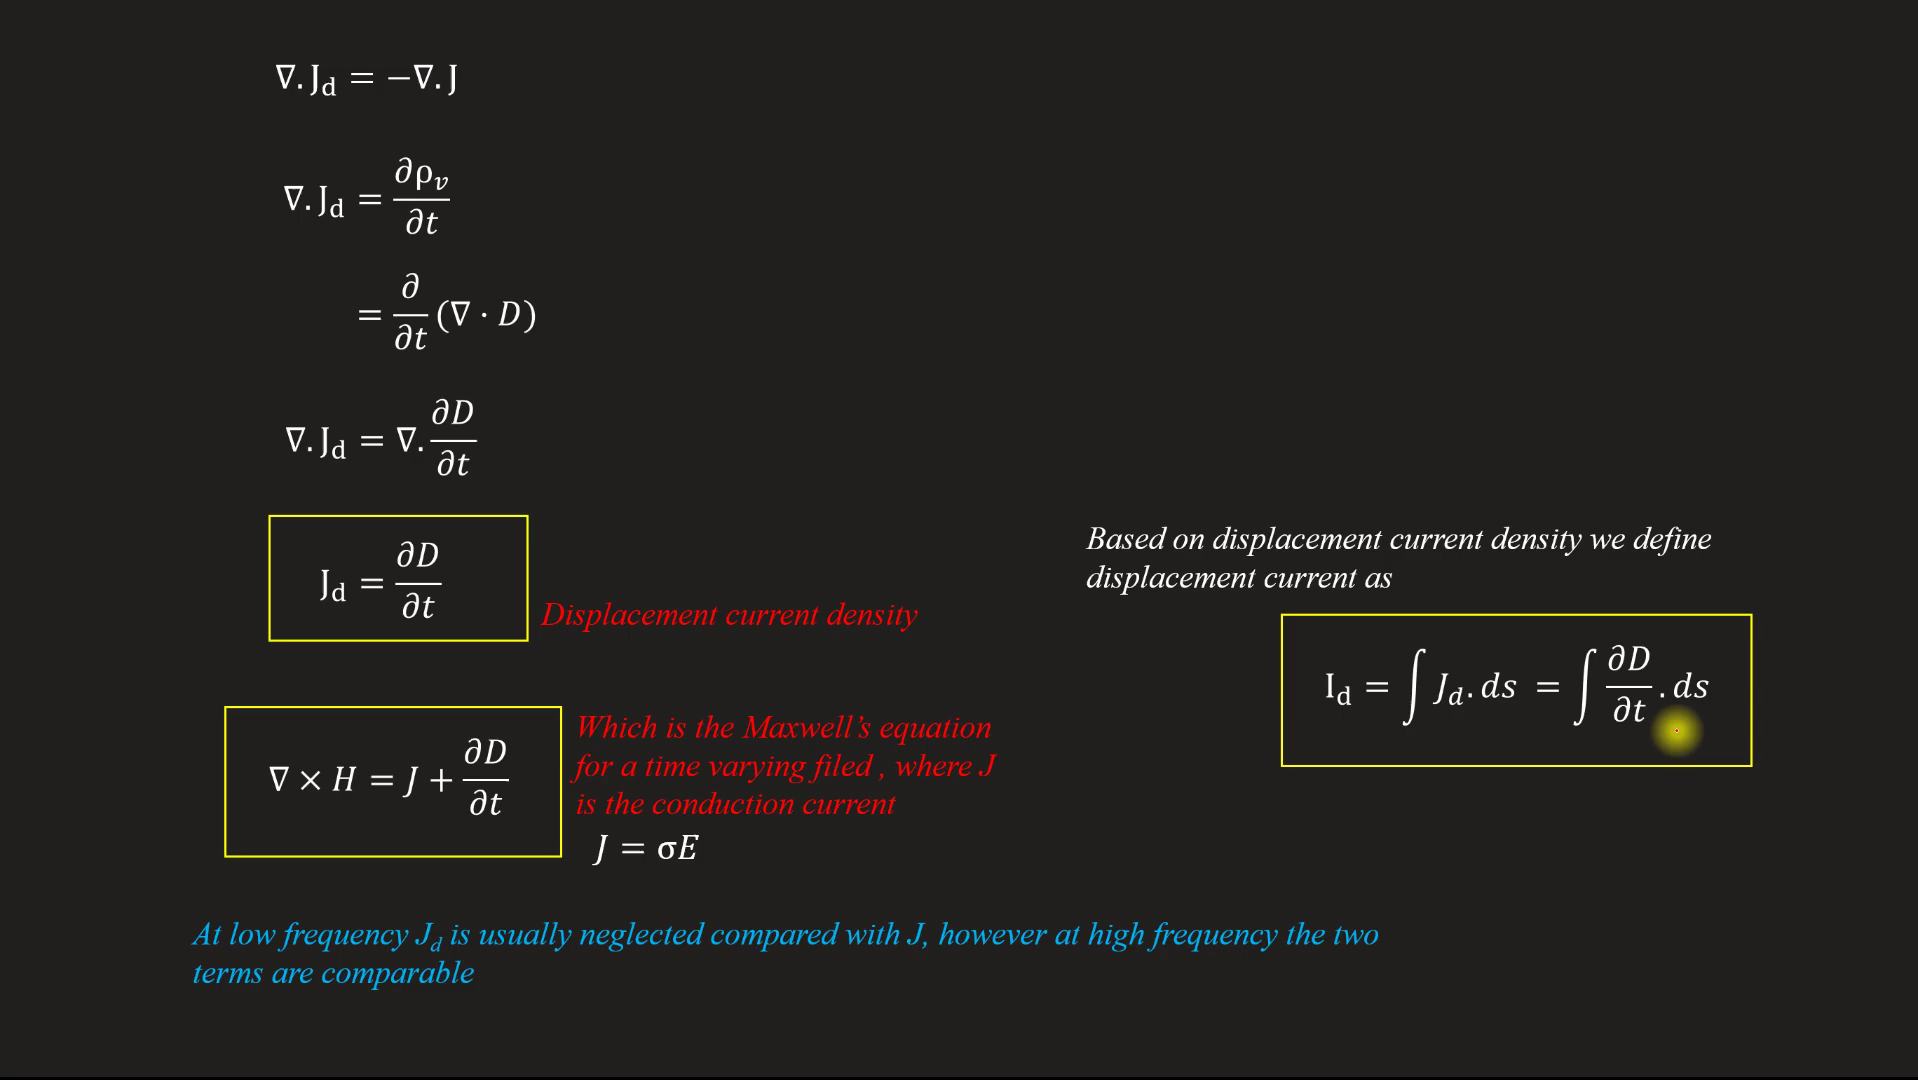 ∇. J_d = −∇. J
∇. J_d = ∂ρ_v / ∂t
= ∂/∂t (∇ · D)
∇. J_d = ∇. ∂D/∂t
J_d = ∂D/∂t
Displacement current density
∇ × H = J + ∂D/∂t
Which is the Maxwell’s equation
for a time varying filed , where J
is the conduction current
J = σE
Based on displacement current density we define
displacement current as
I_d = ∫ J_d . ds = ∫ ∂D/∂t . ds
At low frequency J_d is usually neglected compared with J, however at high frequency the two
terms are comparable